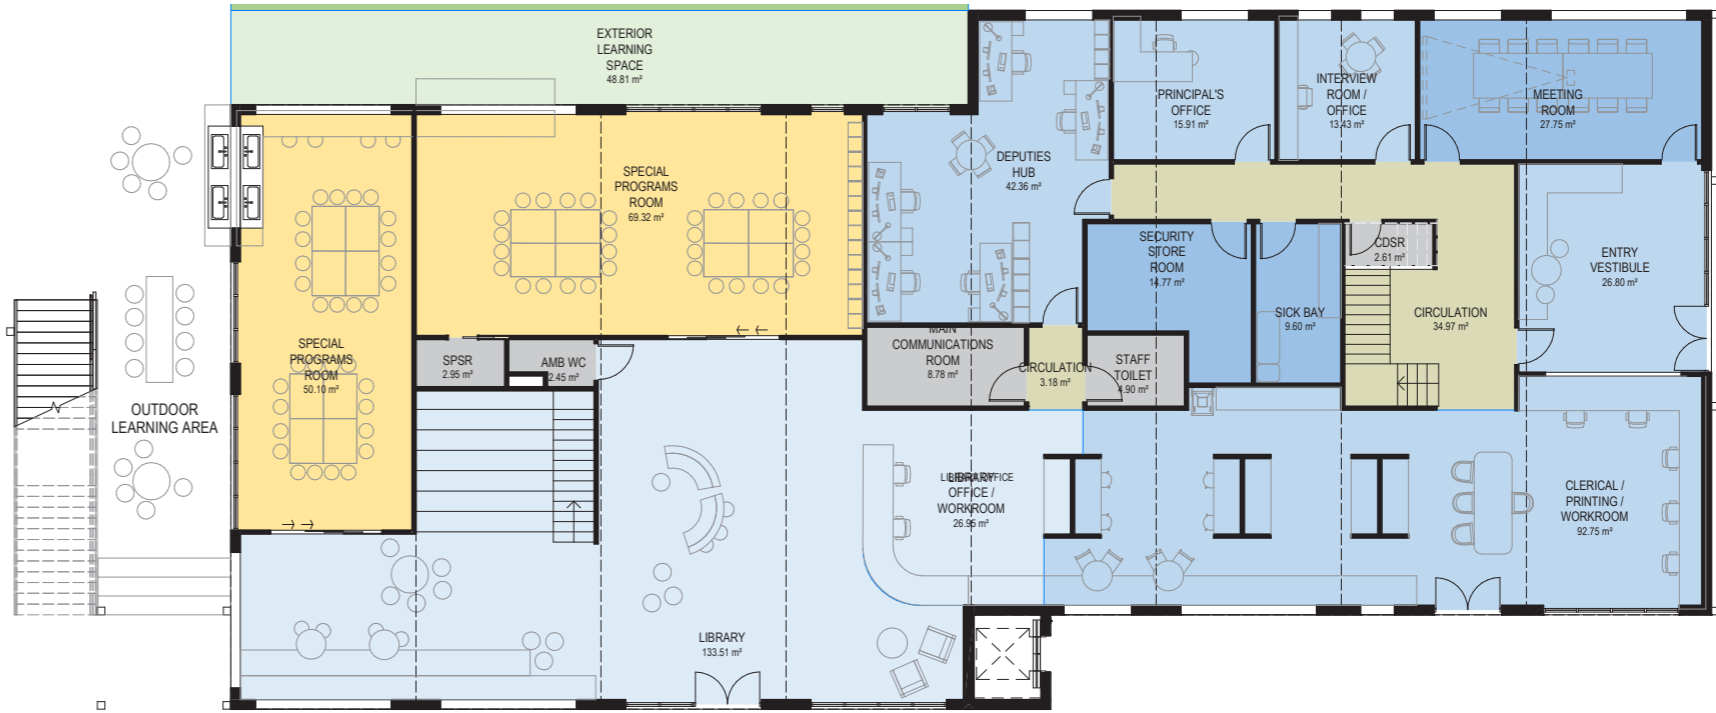 EXTERIOR
LEARNING
SPACE
48.81 m²
PRINCIPAL'S
OFFICE
15.91 m²
INTERVIEW
ROOM /
OFFICE
13.43 m²
MEETING
ROOM
27.75 m²
DEPUTIES
HUB
42.36 m²
SPECIAL
PROGRAMS
ROOM
69.32 m²
SECURITY
STORE
ROOM
14.77 m²
CDSR
2.61 m²
ENTRY
VESTIBULE
26.80 m²
SICK BAY
9.60 m²
CIRCULATION
34.97 m²
SPECIAL
PROGRAMS
ROOM
50.10 m²
SPSR
2.95 m²
AMB WC
2.45 m²
MAIN
COMMUNICATIONS
ROOM
8.78 m²
CIRCULATION
3.18 m²
STAFF
TOILET
4.90 m²
OUTDOOR
LEARNING AREA
LIBRARY
OFFICE /
WORKROOM
26.95 m²
CLERICAL /
PRINTING /
WORKROOM
92.75 m²
LIBRARY
133.51 m²